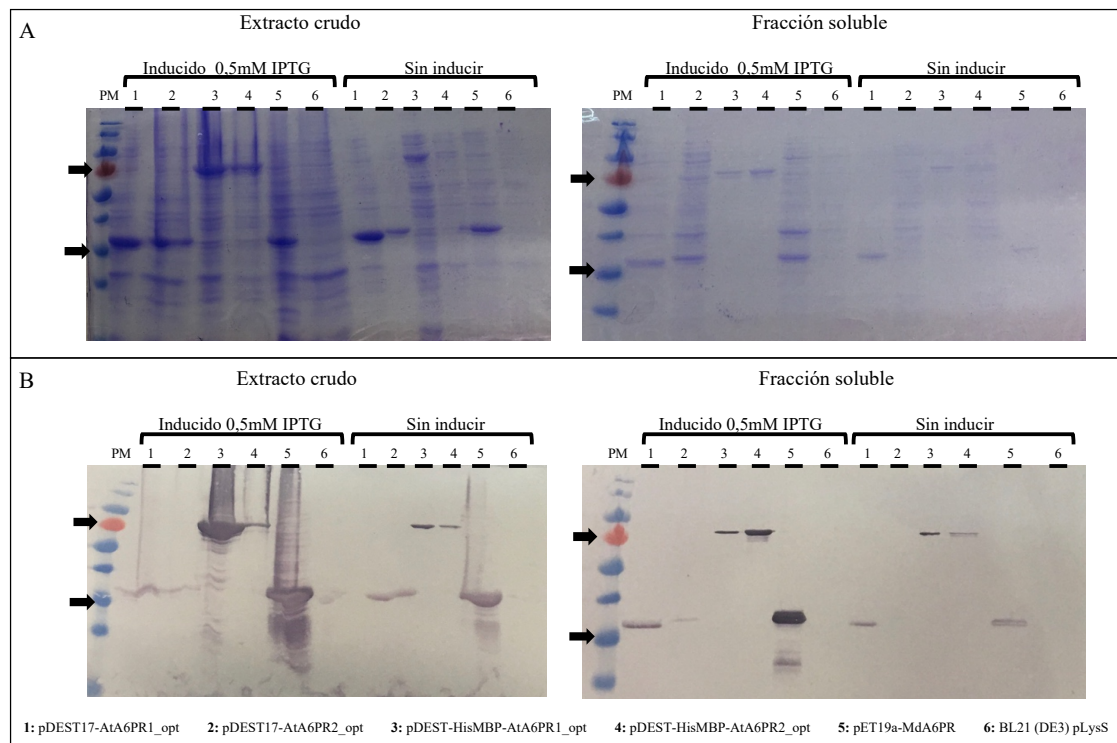 A
Extracto crudo
Fracción soluble
Inducido 0,5mM IPTG
Sin inducir
Inducido 0,5mM IPTG
Sin inducir
PM 1 2 3 4 5 6 1 2 3 4 5 6
PM 1 2 3 4 5 6 1 2 3 4 5 6
B
Extracto crudo
Fracción soluble
Inducido 0,5mM IPTG
Sin inducir
Inducido 0,5mM IPTG
Sin inducir
PM 1 2 3 4 5 6 1 2 3 4 5 6
PM 1 2 3 4 5 6 1 2 3 4 5 6
1: pDEST17-AtA6PR1_opt 2: pDEST17-AtA6PR2_opt 3: pDEST-HisMBP-AtA6PR1_opt 4: pDEST-HisMBP-AtA6PR2_opt 5: pET19a-MdA6PR 6: BL21 (DE3) pLysS